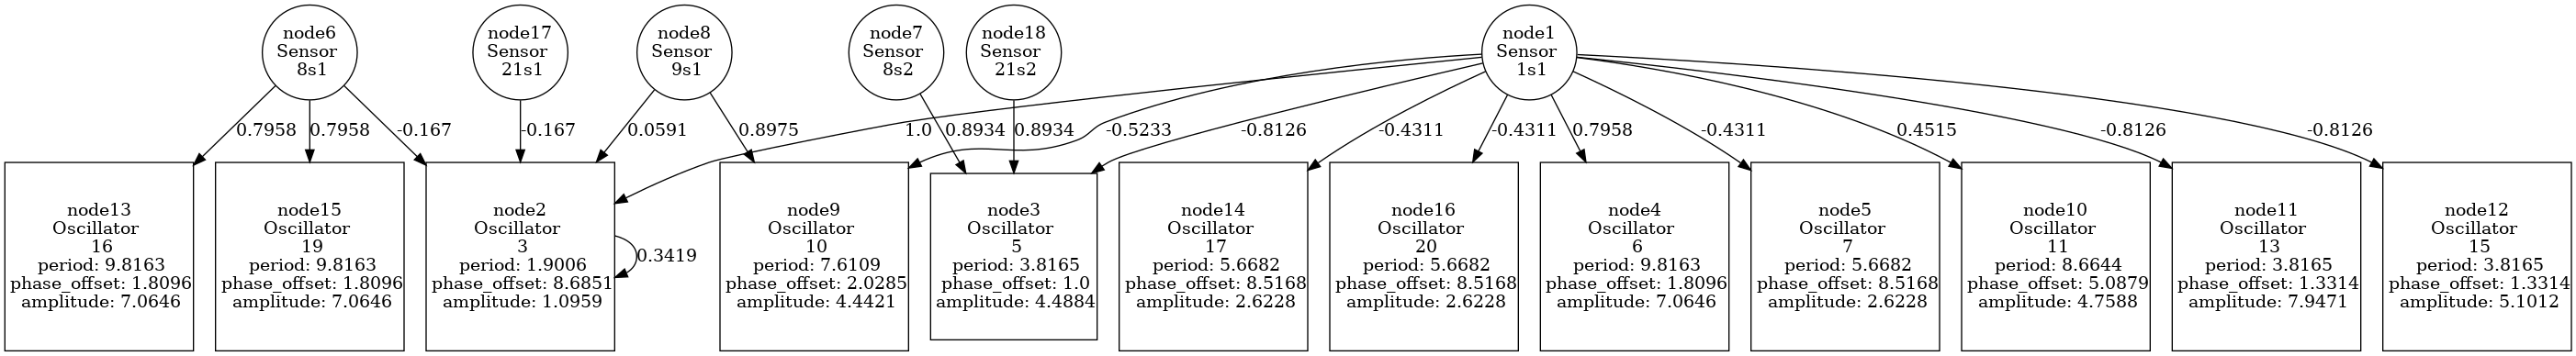 node6
Sensor
8s1
node17
Sensor
21s1
node8
Sensor
9s1
node7
Sensor
8s2
node18
Sensor
21s2
node1
Sensor
1s1
0.7958
0.7958
-0.167
-0.167
0.0591
0.8975
1.0
0.8934
0.8934
-0.5233
-0.8126
-0.4311
-0.4311
0.7958
-0.4311
0.4515
-0.8126
-0.8126
node13
Oscillator
16
period: 9.8163
phase_offset: 1.8096
amplitude: 7.0646
node15
Oscillator
19
period: 9.8163
phase_offset: 1.8096
amplitude: 7.0646
node2
Oscillator
3
period: 1.9006
phase_offset: 8.6851
amplitude: 1.0959
0.3419
node9
Oscillator
10
period: 7.6109
phase_offset: 2.0285
amplitude: 4.4421
node3
Oscillator
5
period: 3.8165
phase_offset: 1.0
amplitude: 4.4884
node14
Oscillator
17
period: 5.6682
phase_offset: 8.5168
amplitude: 2.6228
node16
Oscillator
20
period: 5.6682
phase_offset: 8.5168
amplitude: 2.6228
node4
Oscillator
6
period: 9.8163
phase_offset: 1.8096
amplitude: 7.0646
node5
Oscillator
7
period: 5.6682
phase_offset: 8.5168
amplitude: 2.6228
node10
Oscillator
11
period: 8.6644
phase_offset: 5.0879
amplitude: 4.7588
node11
Oscillator
13
period: 3.8165
phase_offset: 1.3314
amplitude: 7.9471
node12
Oscillator
15
period: 3.8165
phase_offset: 1.3314
amplitude: 5.1012